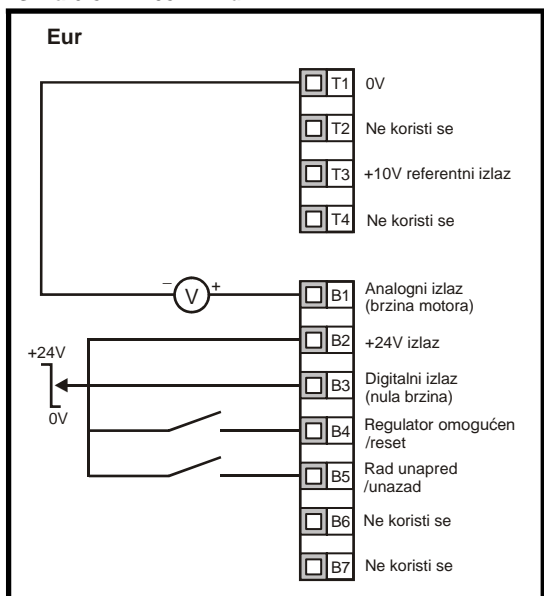 Eur
T1 0V
T2 Ne koristi se
T3 +10V referentni izlaz
T4 Ne koristi se
− V +
B1 Analogni izlaz
(brzina motora)
B2 +24V izlaz
+24V
0V
B3 Digitalni izlaz
(nula brzina)
B4 Regulator omogućen
/reset
B5 Rad unapred
/unazad
B6 Ne koristi se
B7 Ne koristi se